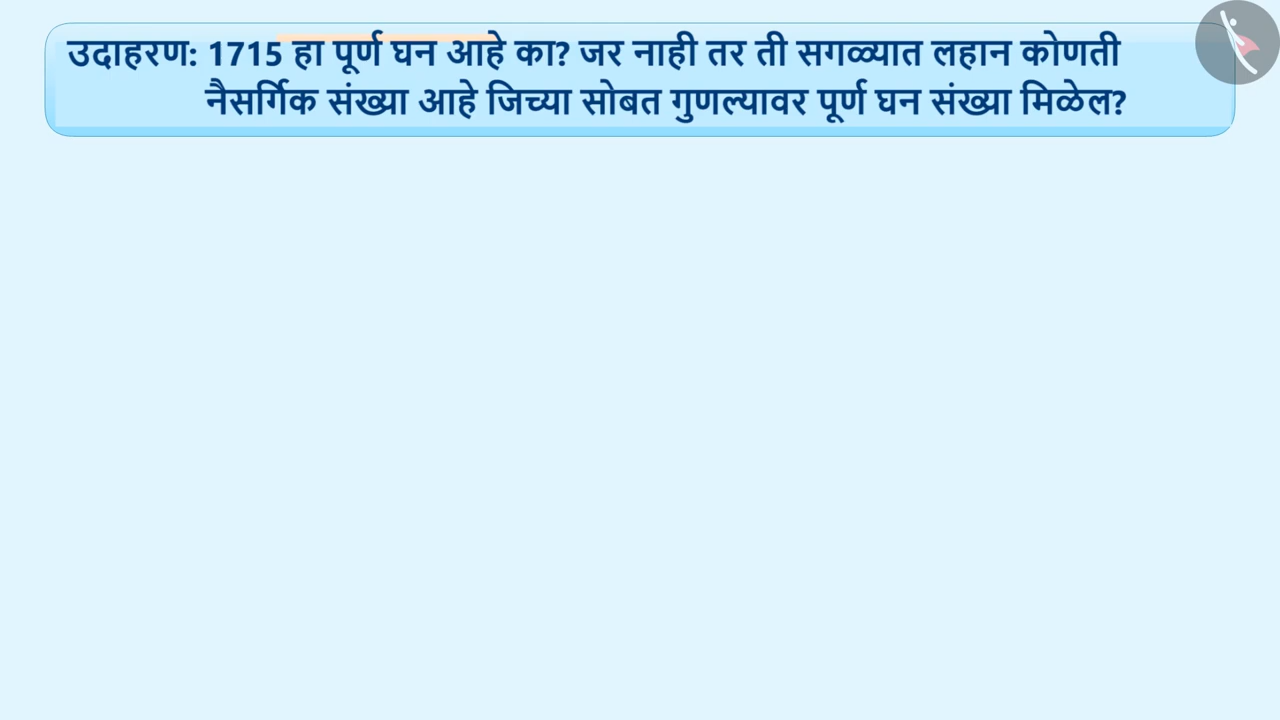 उदाहरण: 1715 हा पूर्ण घन आहे का? जर नाही तर ती सगळ्यात लहान कोणती
नैसर्गिक संख्या आहे जिच्या सोबत गुणल्यावर पूर्ण घन संख्या मिळेल?